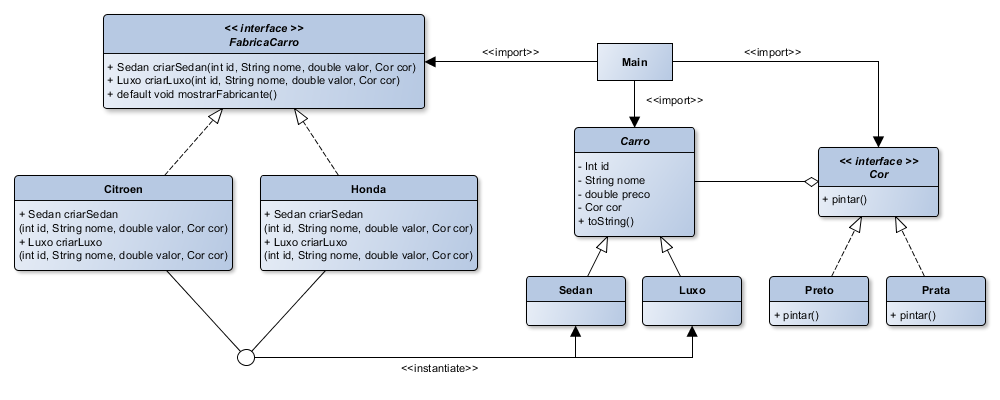 << interface >>
FabricaCarro
+ Sedan criarSedan(int id, String nome, double valor, Cor cor)
+ Luxo criarLuxo(int id, String nome, double valor, Cor cor)
+ default void mostrarFabricante()
<<import>>
Main
<<import>>
<<import>>
Carro
- Int id
- String nome
- double preco
- Cor cor
+ toString()
<< interface >>
Cor
+ pintar()
Citroen
+ Sedan criarSedan
(int id, String nome, double valor, Cor cor)
+ Luxo criarLuxo
(int id, String nome, double valor, Cor cor)
Honda
+ Sedan criarSedan
(int id, String nome, double valor, Cor cor)
+ Luxo criarLuxo
(int id, String nome, double valor, Cor cor)
Sedan
Luxo
Preto
+ pintar()
Prata
+ pintar()
<<instantiate>>